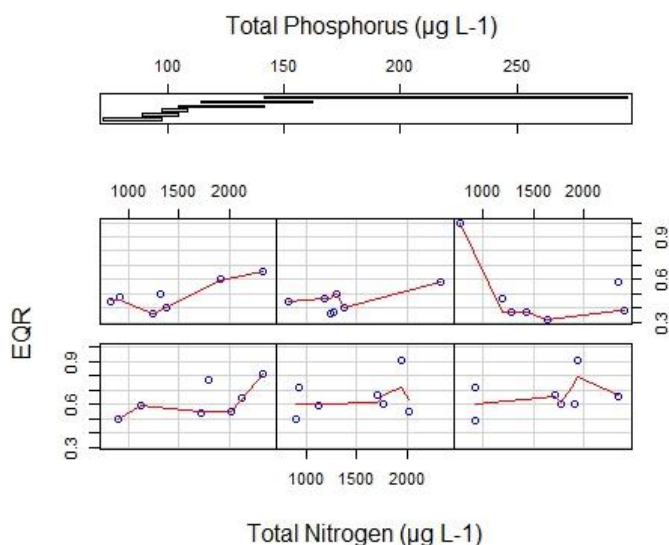 Total Phosphorus (µg L-1)
100 150 200 250
1000 1500 2000 1000 1500 2000
0.3 0.6 0.9
EQR
0.3 0.6 0.9
1000 1500 2000
Total Nitrogen (µg L-1)